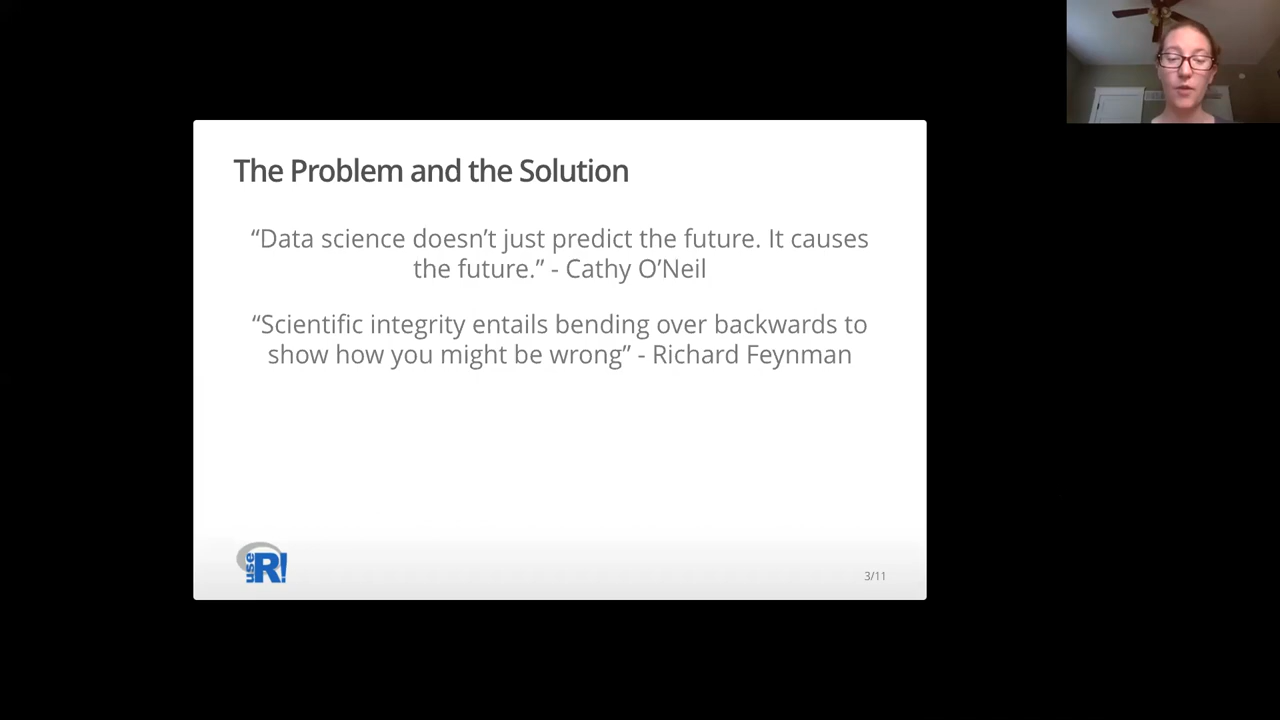 The Problem and the Solution
“Data science doesn’t just predict the future. It causes
the future.” - Cathy O’Neil
“Scientific integrity entails bending over backwards to
show how you might be wrong” - Richard Feynman
use
R!
3/11